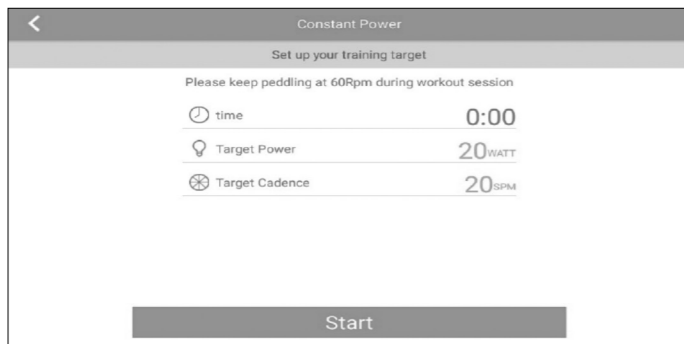 Constant Power
Set up your training target
Please keep peddling at 60Rpm during workout session
time 0:00
Target Power 20WATT
Target Cadence 20SPM
Start